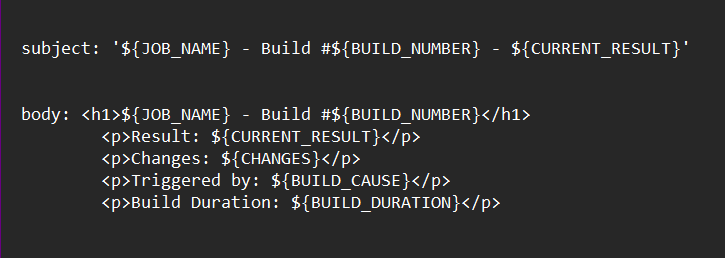 subject: '${JOB_NAME} - Build #${BUILD_NUMBER} - ${CURRENT_RESULT}'
body: <h1>${JOB_NAME} - Build #${BUILD_NUMBER}</h1>
<p>Result: ${CURRENT_RESULT}</p>
<p>Changes: ${CHANGES}</p>
<p>Triggered by: ${BUILD_CAUSE}</p>
<p>Build Duration: ${BUILD_DURATION}</p>